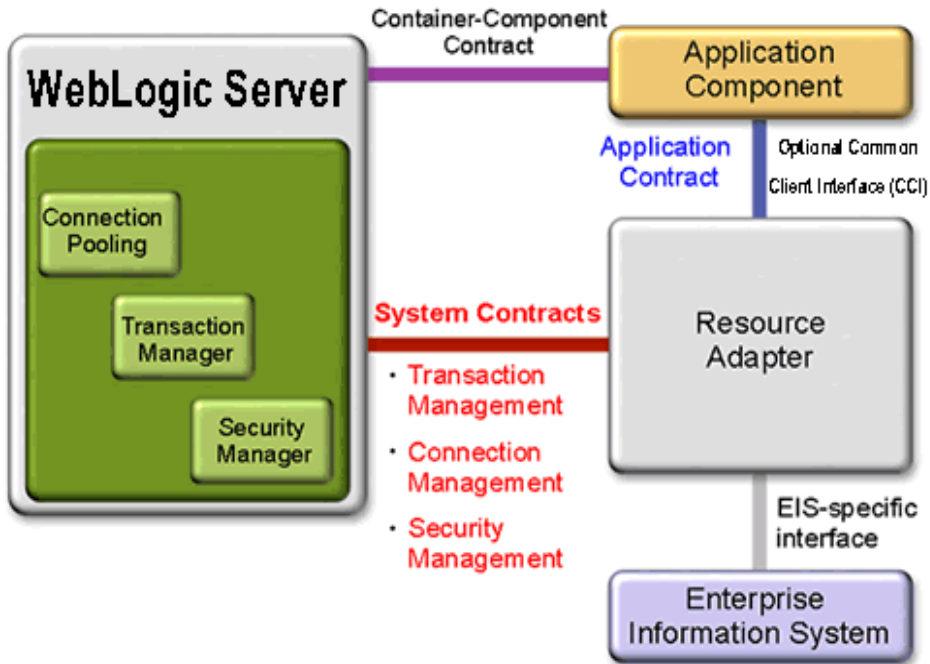 Container-Component
Contract
WebLogic Server
Application
Component
Application
Contract
Optional Common
Client Interface (CCI)
Connection
Pooling
Transaction
Manager
Security
Manager
System Contracts
• Transaction
Management
• Connection
Management
• Security
Management
Resource
Adapter
EIS-specific
interface
Enterprise
Information System